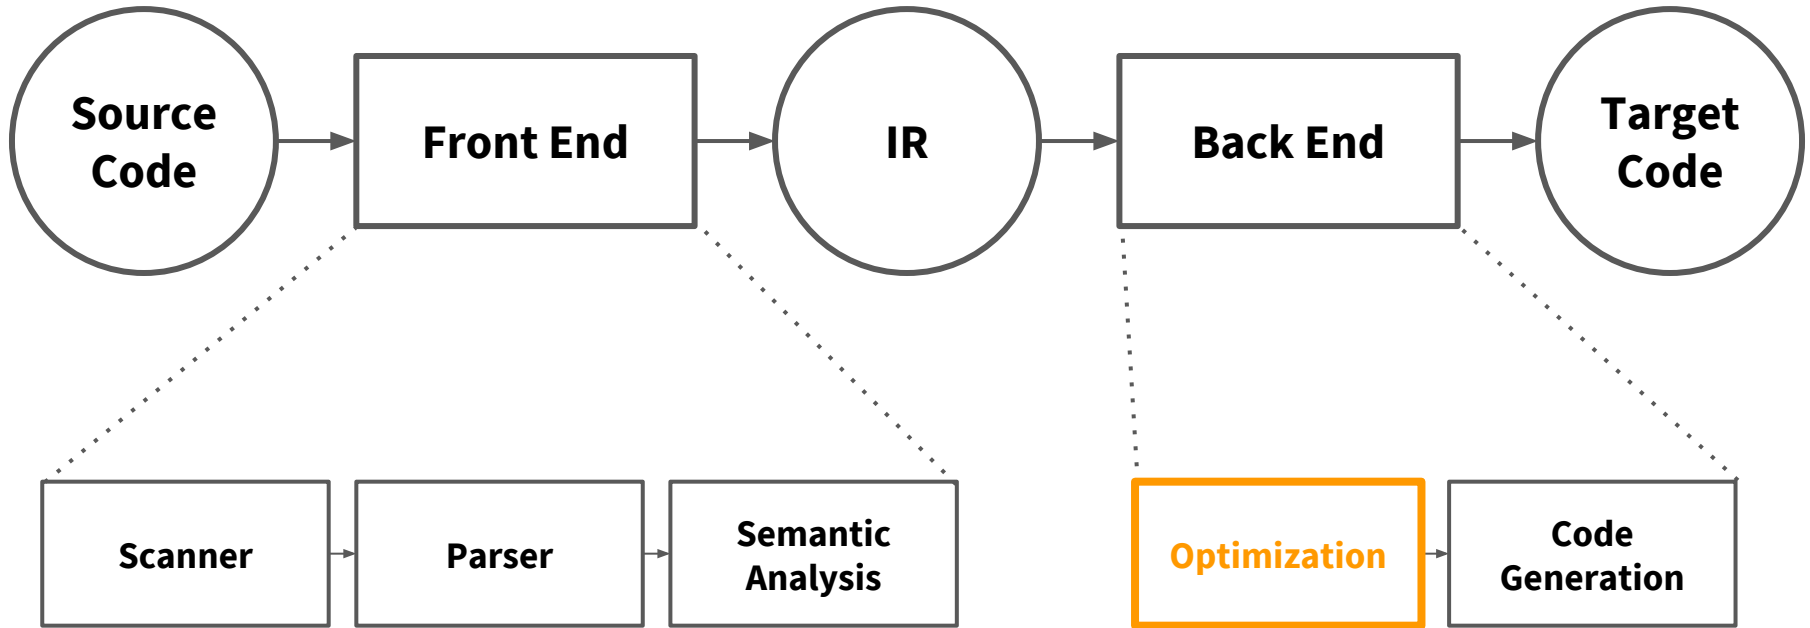 Source
Code
Front End
IR
Back End
Target
Code
Scanner
Parser
Semantic
Analysis
Optimization
Code
Generation